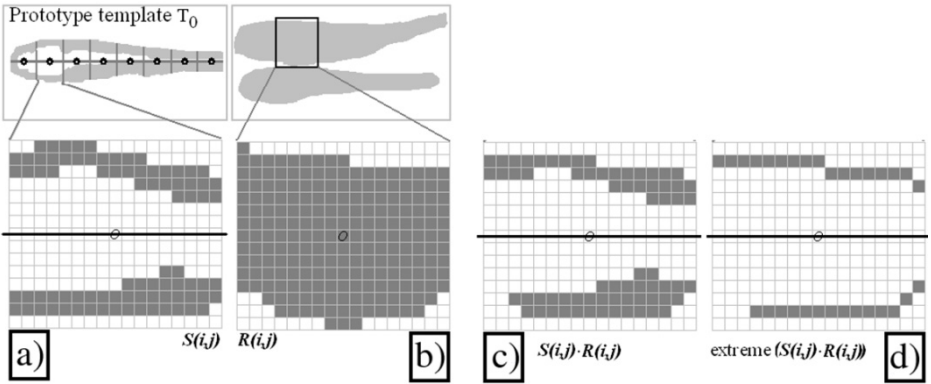 Prototype template T0
O
O
O
O
a)
S(i,j)
R(i,j)
b)
c)
S(i,j)·R(i,j)
extreme (S(i,j)·R(i,j))
d)